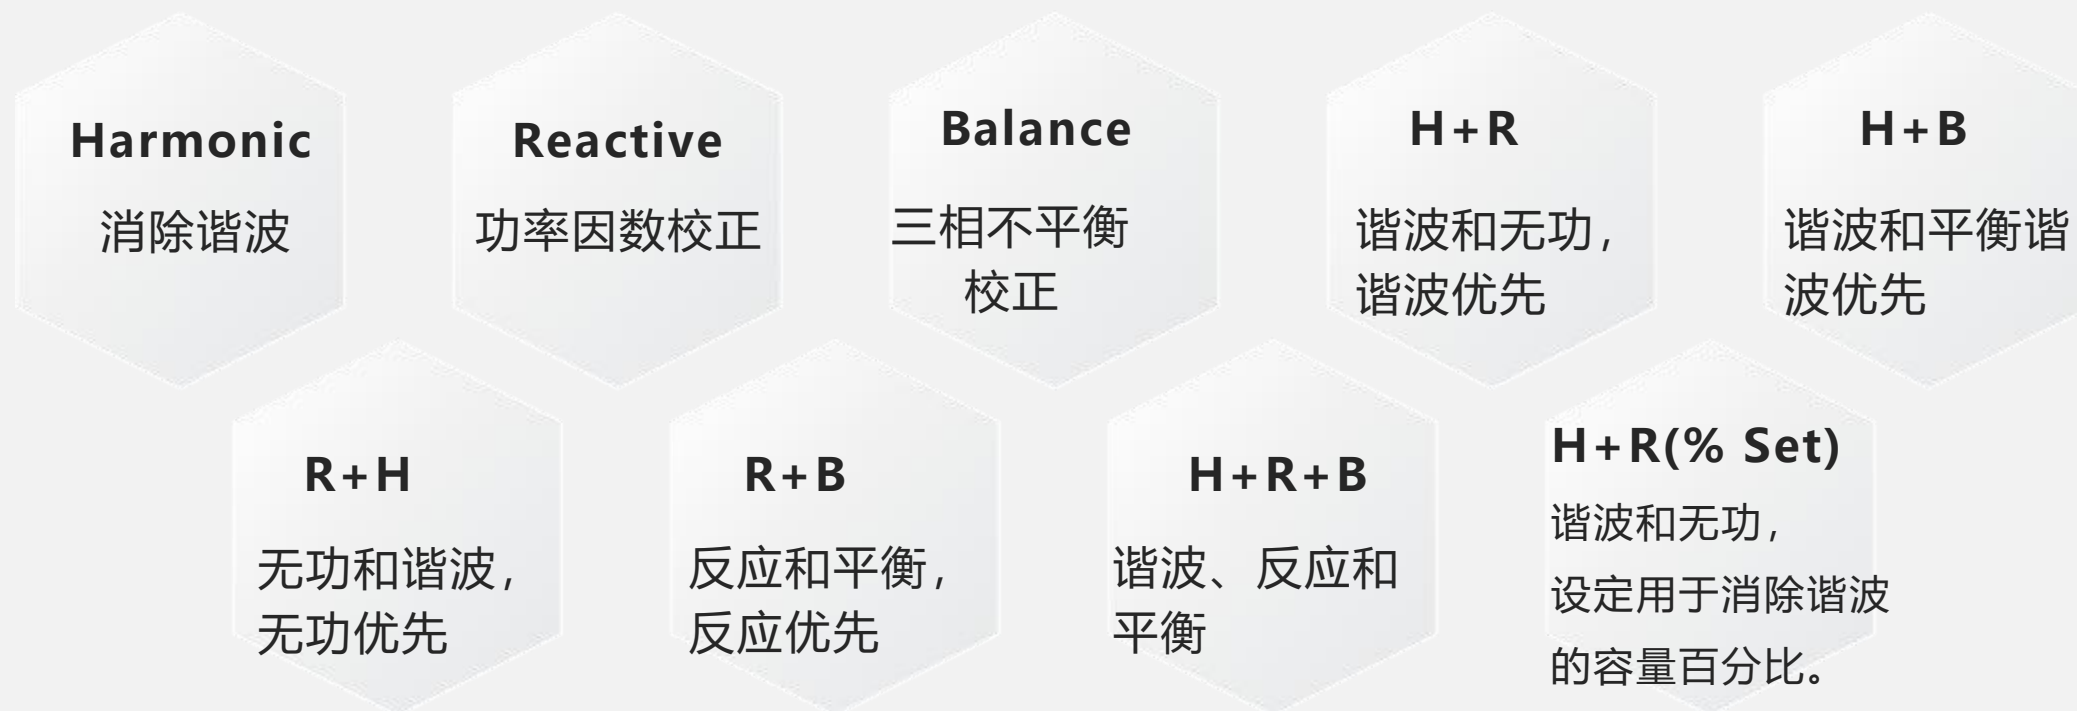 Harmonic
消除谐波
Reactive
功率因数校正
Balance
三相不平衡
校正
H+R
谐波和无功，
谐波优先
H+B
谐波和平衡谐
波优先
R+H
无功和谐波，
无功优先
R+B
反应和平衡，
反应优先
H+R+B
谐波、反应和
平衡
H+R(% Set)
谐波和无功，
设定用于消除谐波
的容量百分比。